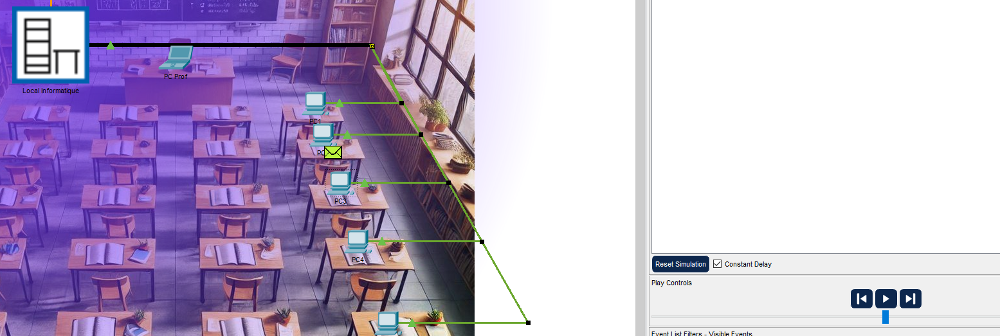 PC Prof
Local informatique
PC1
PC3
PC4
Reset Simulation
Constant Delay
Play Controls
Event List Filters - Visible Events